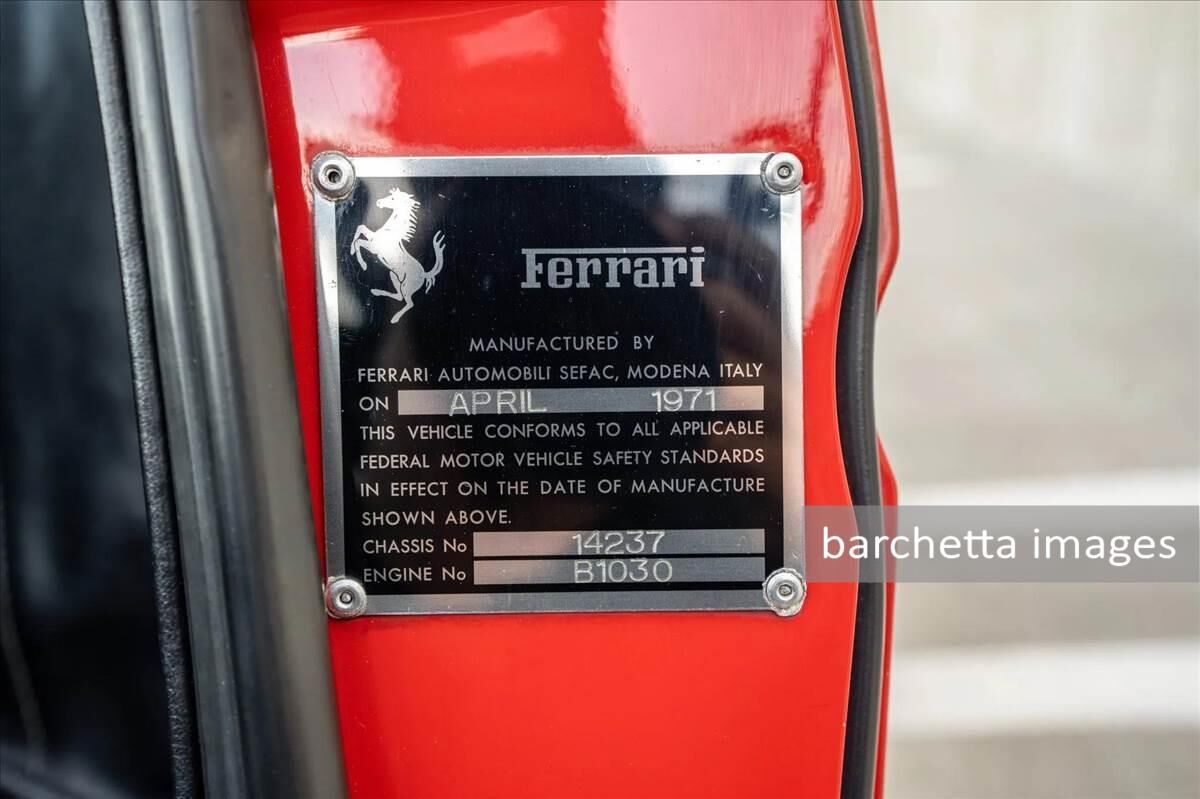 Ferrari
MANUFACTURED BY
FERRARI AUTOMOBILI SEFAC, MODENA ITALY
ON APRIL 1971
THIS VEHICLE CONFORMS TO ALL APPLICABLE
FEDERAL MOTOR VEHICLE SAFETY STANDARDS
IN EFFECT ON THE DATE OF MANUFACTURE
SHOWN ABOVE.
CHASSIS No 14237
ENGINE No B1030
barchetta images